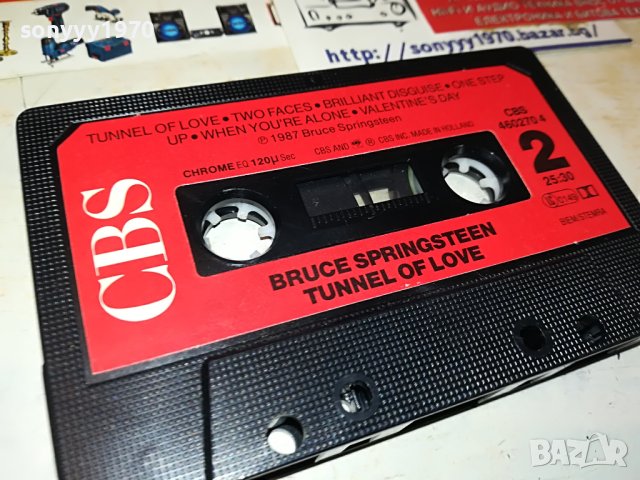 sonyyy1970
http://sonyyy1970.bazar.bg/
TUNNEL OF LOVE • TWO FACES • BRILLIANT DISGUISE • ONE STEP
UP • WHEN YOU'RE ALONE • VALENTINE'S DAY
℗ 1987 Bruce Springsteen
CHROME EQ 120µ Sec
CBS AND ® CBS INC. MADE IN HOLLAND
CBS
460270 4
2
25:30
BIEM/STEMRA
CBS
BRUCE SPRINGSTEEN
TUNNEL OF LOVE
BAZAR
bg